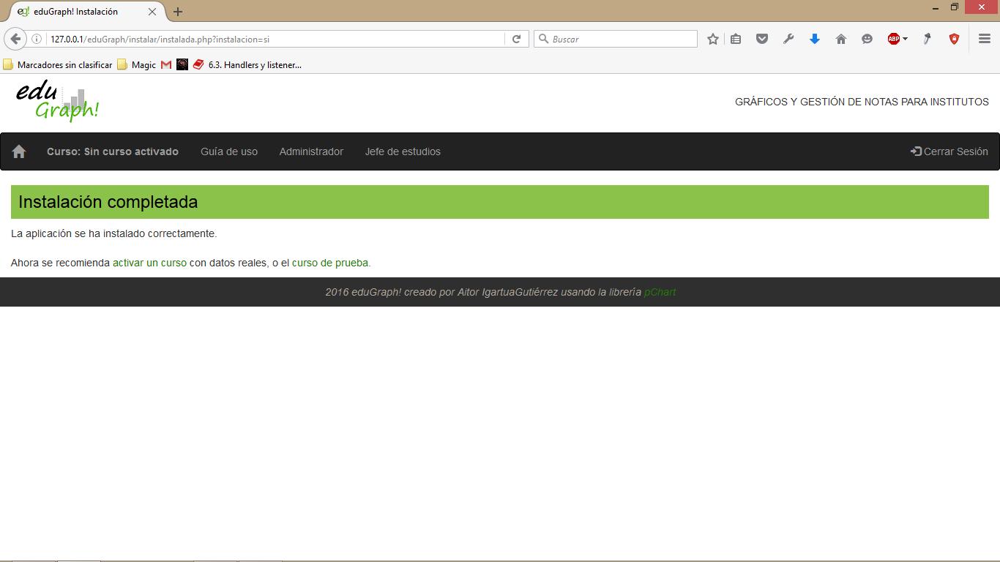 eduGraph! Instalación
127.0.0.1/eduGraph/instalar/instalada.php?instalacion=si
Buscar
ABP
Marcadores sin clasificar Magic 6.3. Handlers y listener...
edu
Graph!
GRÁFICOS Y GESTIÓN DE NOTAS PARA INSTITUTOS
Curso: Sin curso activado Guía de uso Administrador Jefe de estudios Cerrar Sesión
Instalación completada
La aplicación se ha instalado correctamente.
Ahora se recomienda activar un curso con datos reales, o el curso de prueba.
2016 eduGraph! creado por Aitor IgartuaGutiérrez usando la librería pChart